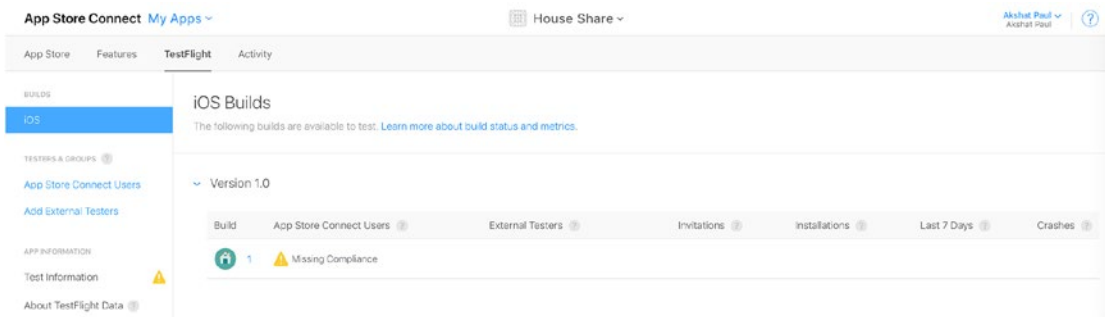 App Store Connect My Apps House Share Akshat Paul
Akshat Paul
?
App Store Features TestFlight Activity
BUILDS
iOS
iOS Builds
The following builds are available to test. Learn more about build status and metrics.
TESTERS & GROUPS ?
App Store Connect Users
Add External Testers
Version 1.0
Build App Store Connect Users ? External Testers ? Invitations ? Installations ? Last 7 Days ? Crashes ?
1 Missing Compliance
APP INFORMATION
Test Information
About TestFlight Data ?